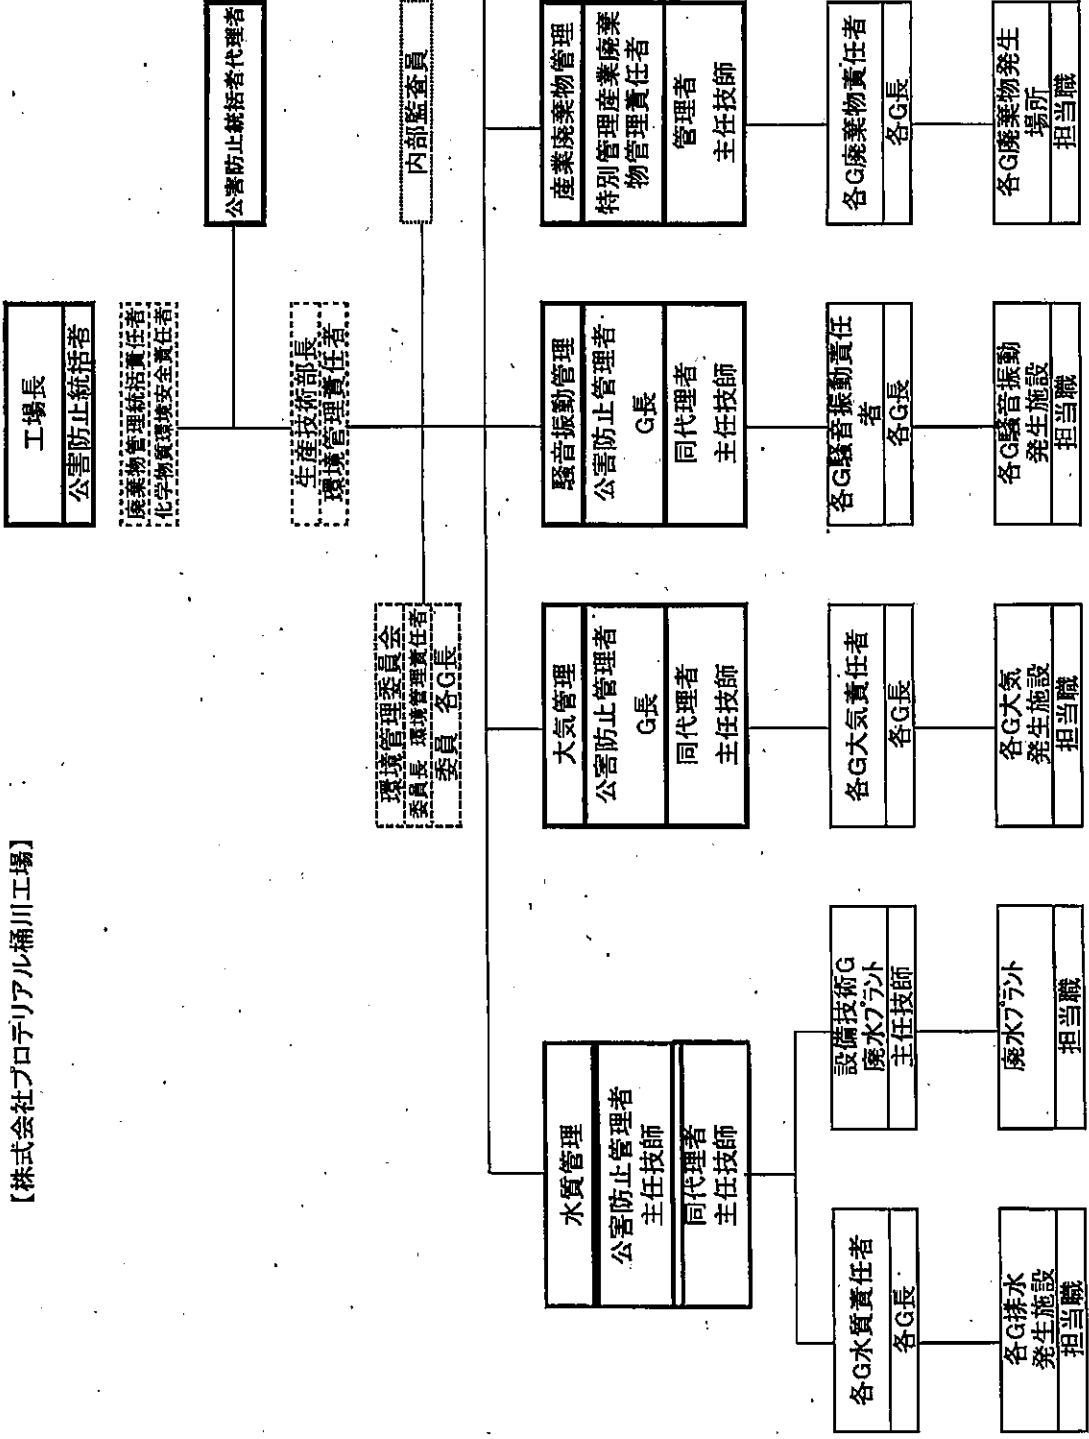 【株式会社プロテリアル桶川工場】
工場長
公害防止統括者
廃棄物管理統括責任者
化学物質環境安全責任者
公害防止統括者代理者
生産技術部長
環境管理責任者
環境管理委員会
委員長 環境管理責任者
委員 各G長
内部監査員
水質管理
公害防止管理者
主任技師
同代理者
主任技師
大気管理
公害防止管理者
G長
同代理者
主任技師
騒音振動管理
公害防止管理者
G長
同代理者
主任技師
産業廃棄物管理
特別管理産業廃棄
物管理責任者
管理者
主任技師
各G水質責任者
各G長
設備技術G
廃水プラント
主任技師
各G大気責任者
各G長
各G騒音振動責任
者
各G長
各G廃棄物責任者
各G長
各G排水
発生施設
担当職
廃水プラント
担当職
各G大気
発生施設
担当職
各G騒音振動
発生施設
担当職
各G廃棄物発生
場所
担当職